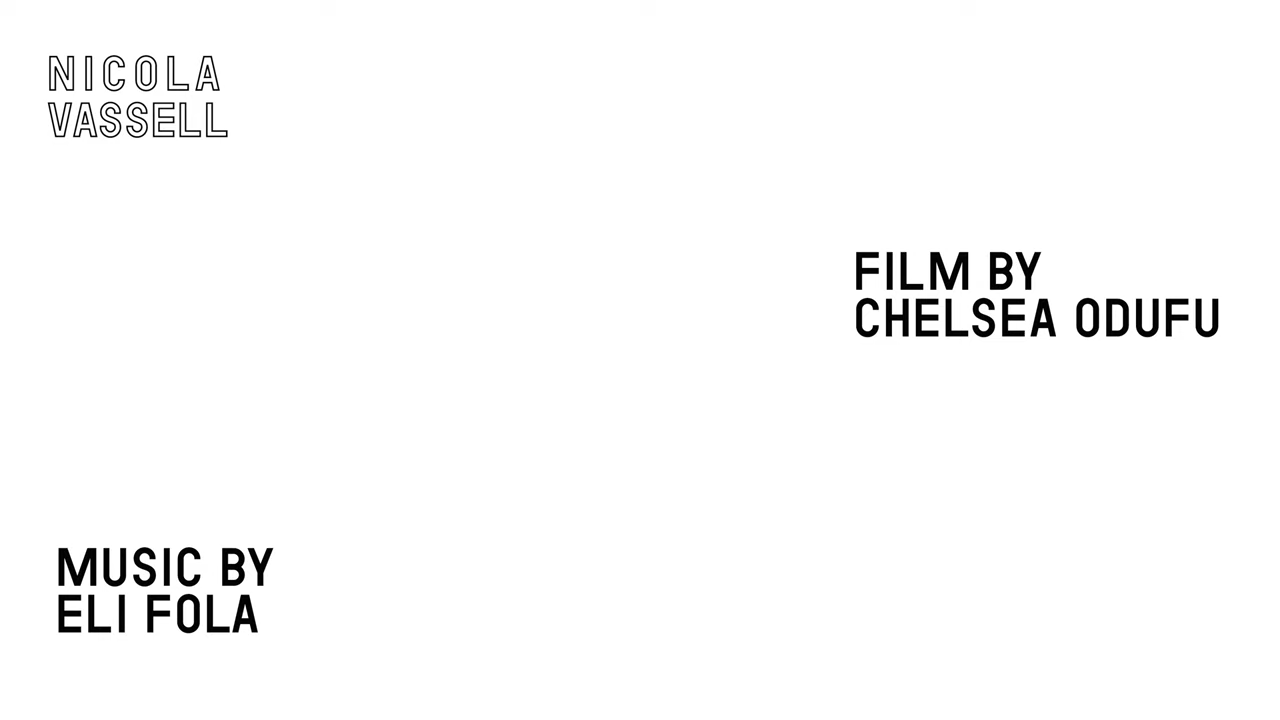 NICOLA
VASSELL
FILM BY
CHELSEA ODUFU
MUSIC BY
ELI FOLA